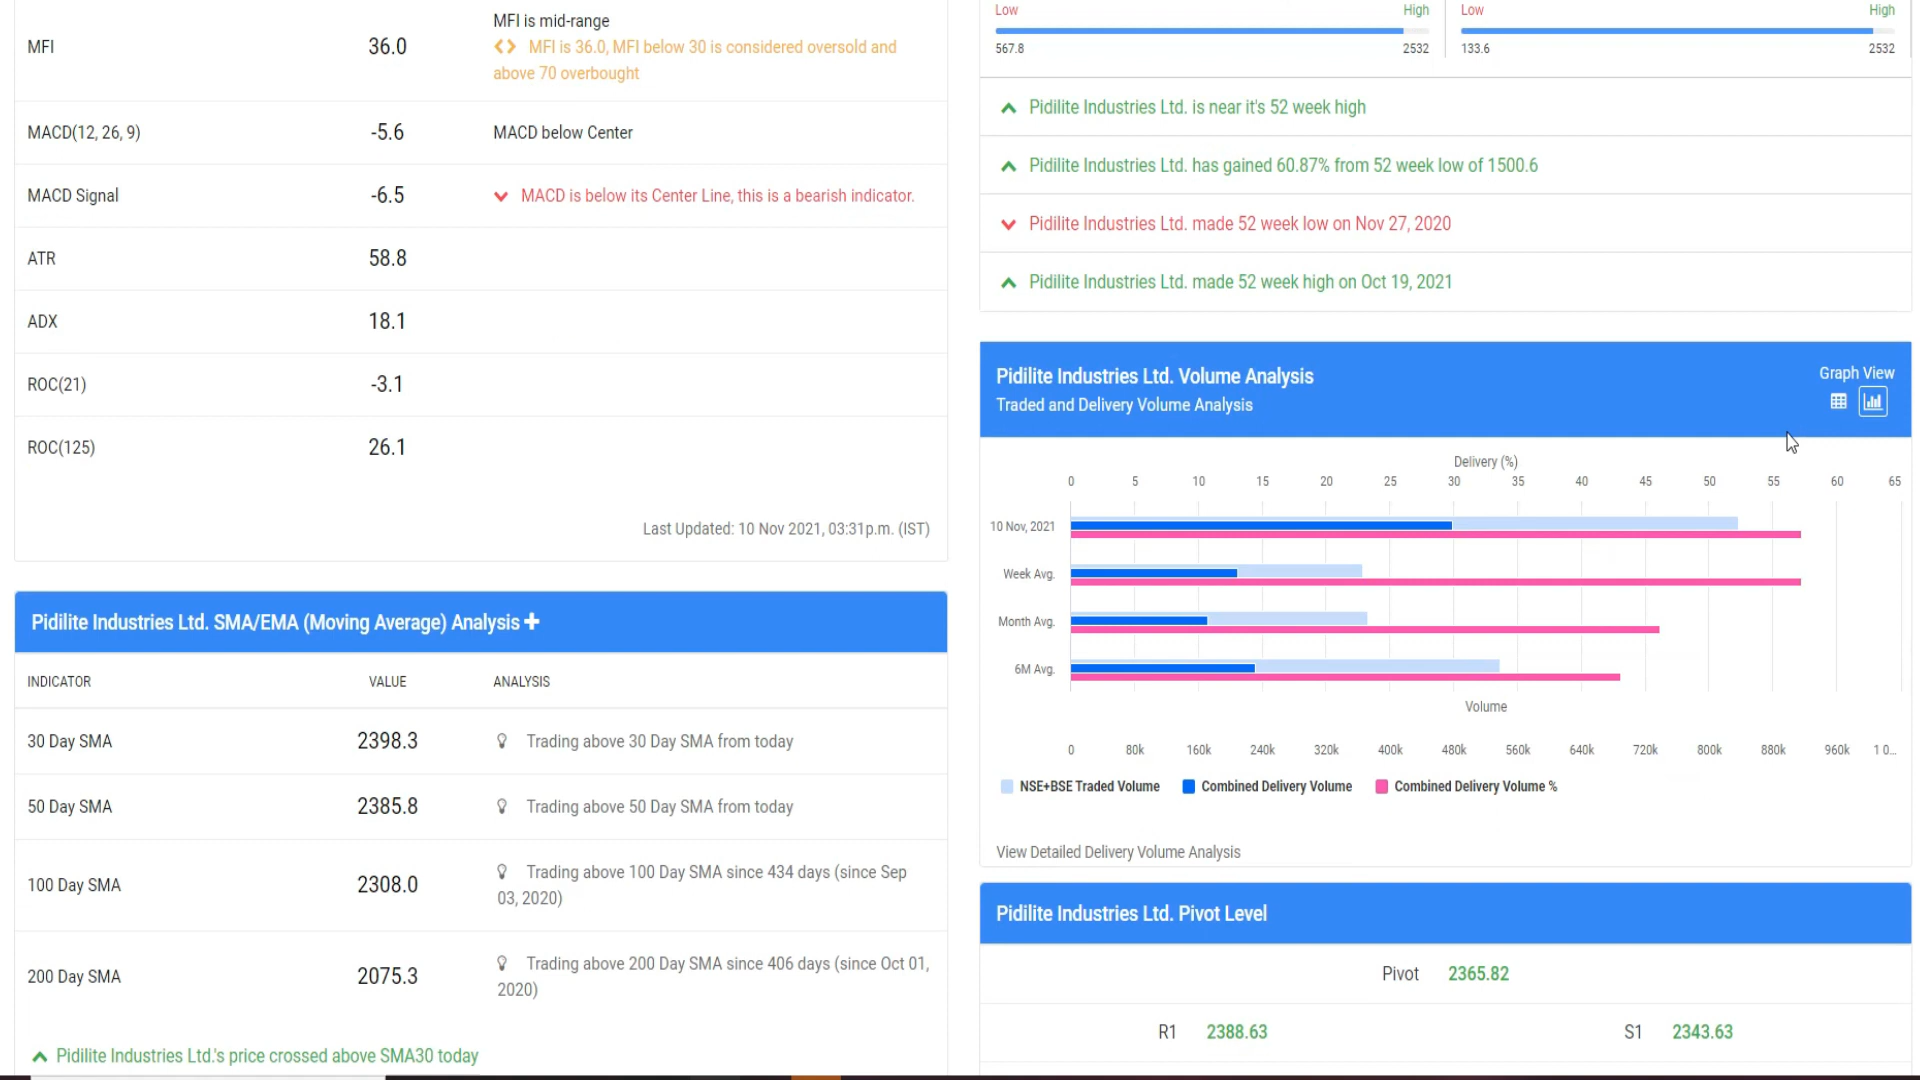 MFI 36.0 MFI is mid-range
MFI is 36.0, MFI below 30 is considered oversold and
above 70 overbought
MACD(12, 26, 9) -5.6 MACD below Center
MACD Signal -6.5 MACD is below its Center Line, this is a bearish indicator.
ATR 58.8
ADX 18.1
ROC(21) -3.1
ROC(125) 26.1
Last Updated: 10 Nov 2021, 03:31p.m. (IST)
Pidilite Industries Ltd. SMA/EMA (Moving Average) Analysis +
INDICATOR VALUE ANALYSIS
30 Day SMA 2398.3 Trading above 30 Day SMA from today
50 Day SMA 2385.8 Trading above 50 Day SMA from today
100 Day SMA 2308.0 Trading above 100 Day SMA since 434 days (since Sep
03, 2020)
200 Day SMA 2075.3 Trading above 200 Day SMA since 406 days (since Oct 01,
2020)
Pidilite Industries Ltd.'s price crossed above SMA30 today
Low High Low High
567.8 2532 133.6 2532
Pidilite Industries Ltd. is near it's 52 week high
Pidilite Industries Ltd. has gained 60.87% from 52 week low of 1500.6
Pidilite Industries Ltd. made 52 week low on Nov 27, 2020
Pidilite Industries Ltd. made 52 week high on Oct 19, 2021
Pidilite Industries Ltd. Volume Analysis
Graph View
Traded and Delivery Volume Analysis
Delivery (%)
0 5 10 15 20 25 30 35 40 45 50 55 60 65
10 Nov, 2021
Week Avg.
Month Avg.
6M Avg.
Volume
0 80k 160k 240k 320k 400k 480k 560k 640k 720k 800k 880k 960k 1 0...
NSE+BSE Traded Volume Combined Delivery Volume Combined Delivery Volume %
View Detailed Delivery Volume Analysis
Pidilite Industries Ltd. Pivot Level
Pivot 2365.82
R1 2388.63 S1 2343.63